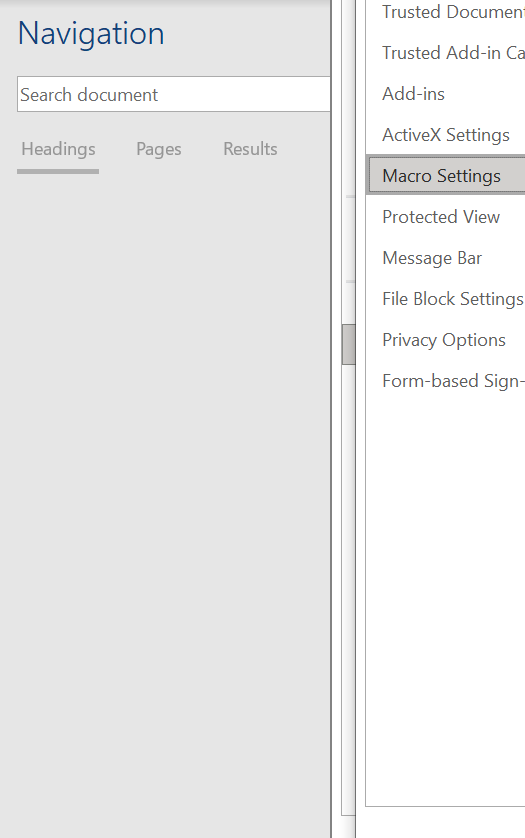 Navigation
Search document
Headings Pages Results
Trusted Document
Trusted Add-in Ca
Add-ins
ActiveX Settings
Macro Settings
Protected View
Message Bar
File Block Settings
Privacy Options
Form-based Sign-